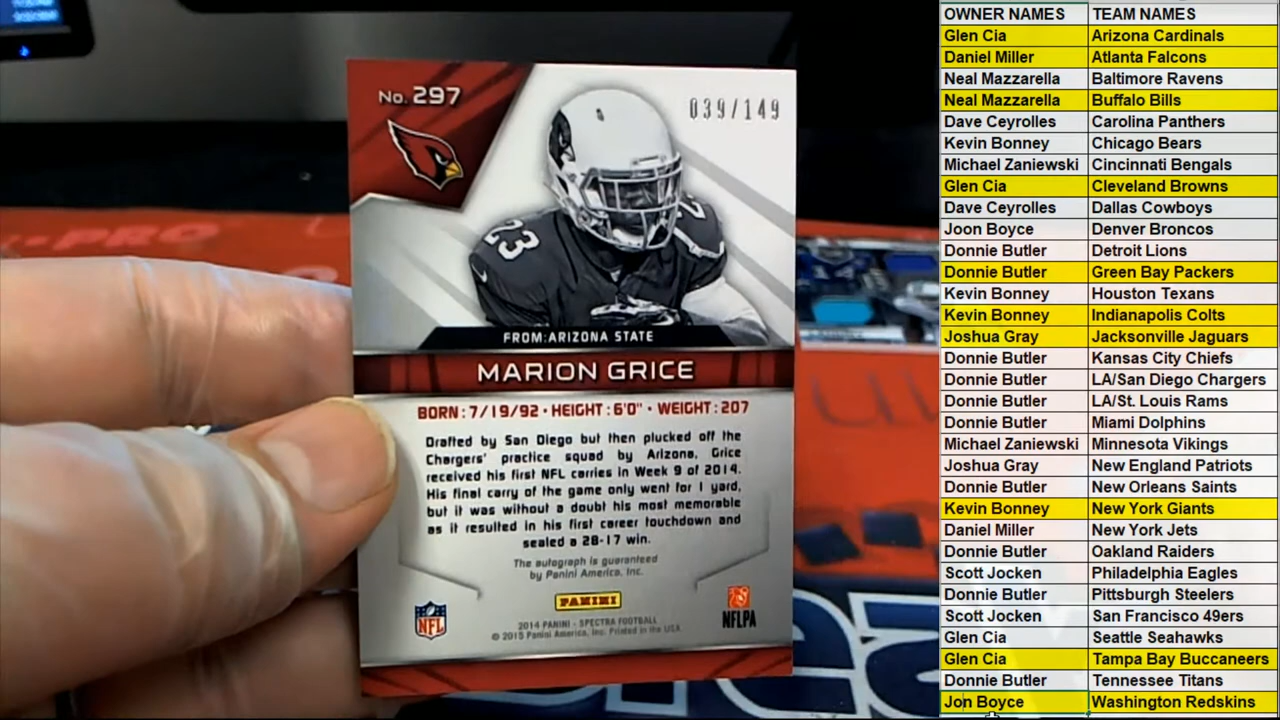 No. 297
039/149
23
FROM:ARIZONA STATE
MARION GRICE
BORN : 7/19/92 • HEIGHT : 6'0" • WEIGHT : 207
Drafted by San Diego but then plucked off the
Chargers' practice squad by Arizona, Grice
received his first NFL carries in Week 9 of 2014.
His final carry of the game only went for 1 yard,
but it was without a doubt his most memorable
as it resulted in his first career touchdown and
sealed a 28-17 win.
The autograph is guaranteed
by Panini America, Inc.
PANINI
NFL
NFLPA
2014 PANINI - SPECTRA FOOTBALL
© 2015 Panini America, Inc. Printed in the USA.
PRO
OWNER NAMES TEAM NAMES
Glen Cia Arizona Cardinals
Daniel Miller Atlanta Falcons
Neal Mazzarella Baltimore Ravens
Neal Mazzarella Buffalo Bills
Dave Ceyrolles Carolina Panthers
Kevin Bonney Chicago Bears
Michael Zaniewski Cincinnati Bengals
Glen Cia Cleveland Browns
Dave Ceyrolles Dallas Cowboys
Joon Boyce Denver Broncos
Donnie Butler Detroit Lions
Donnie Butler Green Bay Packers
Kevin Bonney Houston Texans
Kevin Bonney Indianapolis Colts
Joshua Gray Jacksonville Jaguars
Donnie Butler Kansas City Chiefs
Donnie Butler LA/San Diego Chargers
Donnie Butler LA/St. Louis Rams
Donnie Butler Miami Dolphins
Michael Zaniewski Minnesota Vikings
Joshua Gray New England Patriots
Donnie Butler New Orleans Saints
Kevin Bonney New York Giants
Daniel Miller New York Jets
Donnie Butler Oakland Raiders
Scott Jocken Philadelphia Eagles
Donnie Butler Pittsburgh Steelers
Scott Jocken San Francisco 49ers
Glen Cia Seattle Seahawks
Glen Cia Tampa Bay Buccaneers
Donnie Butler Tennessee Titans
Jon Boyce Washington Redskins